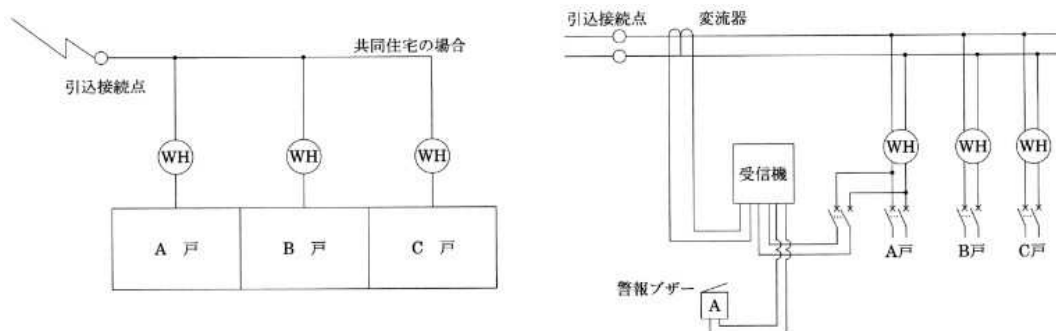 共同住宅の場合
引込接続点
WH
WH
WH
A 戸
B 戸
C 戸
引込接続点
変流器
WH
WH
WH
受信機
A戸
B戸
C戸
警報ブザー
A